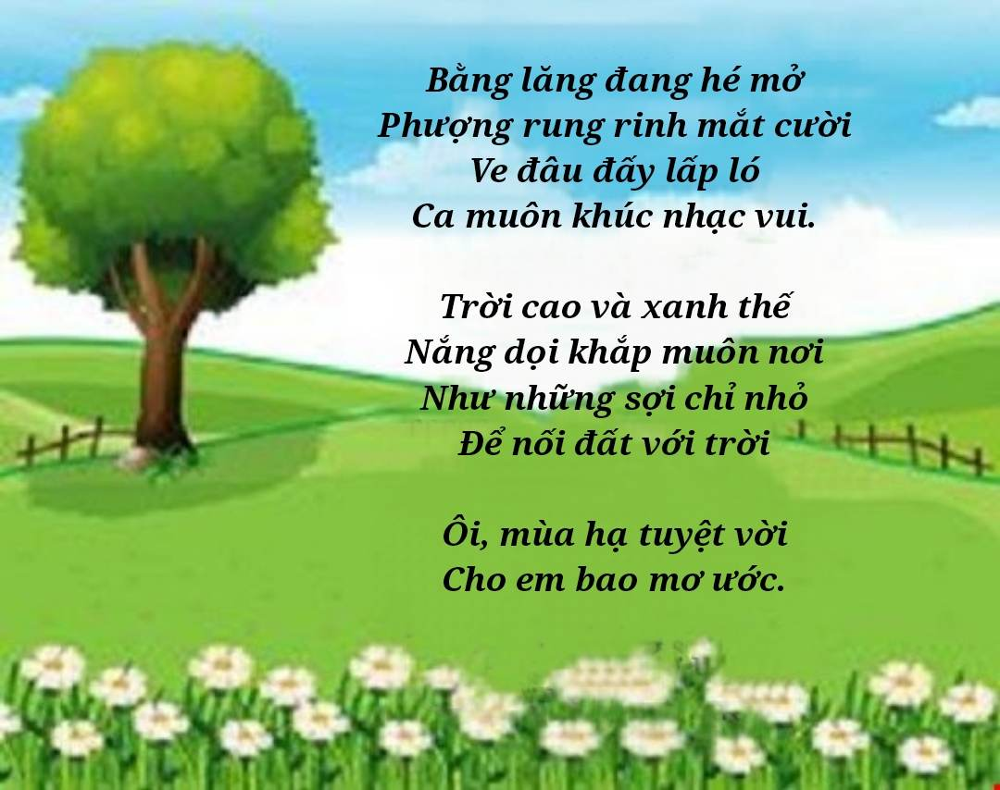 Bằng lăng đang hé mở
Phượng rung rinh mắt cười
Ve đâu đấy lấp ló
Ca muôn khúc nhạc vui.
Trời cao và xanh thế
Nắng dọi khắp muôn nơi
Như những sợi chỉ nhỏ
Để nối đất với trời
Ôi, mùa hạ tuyệt vời
Cho em bao mơ ước.